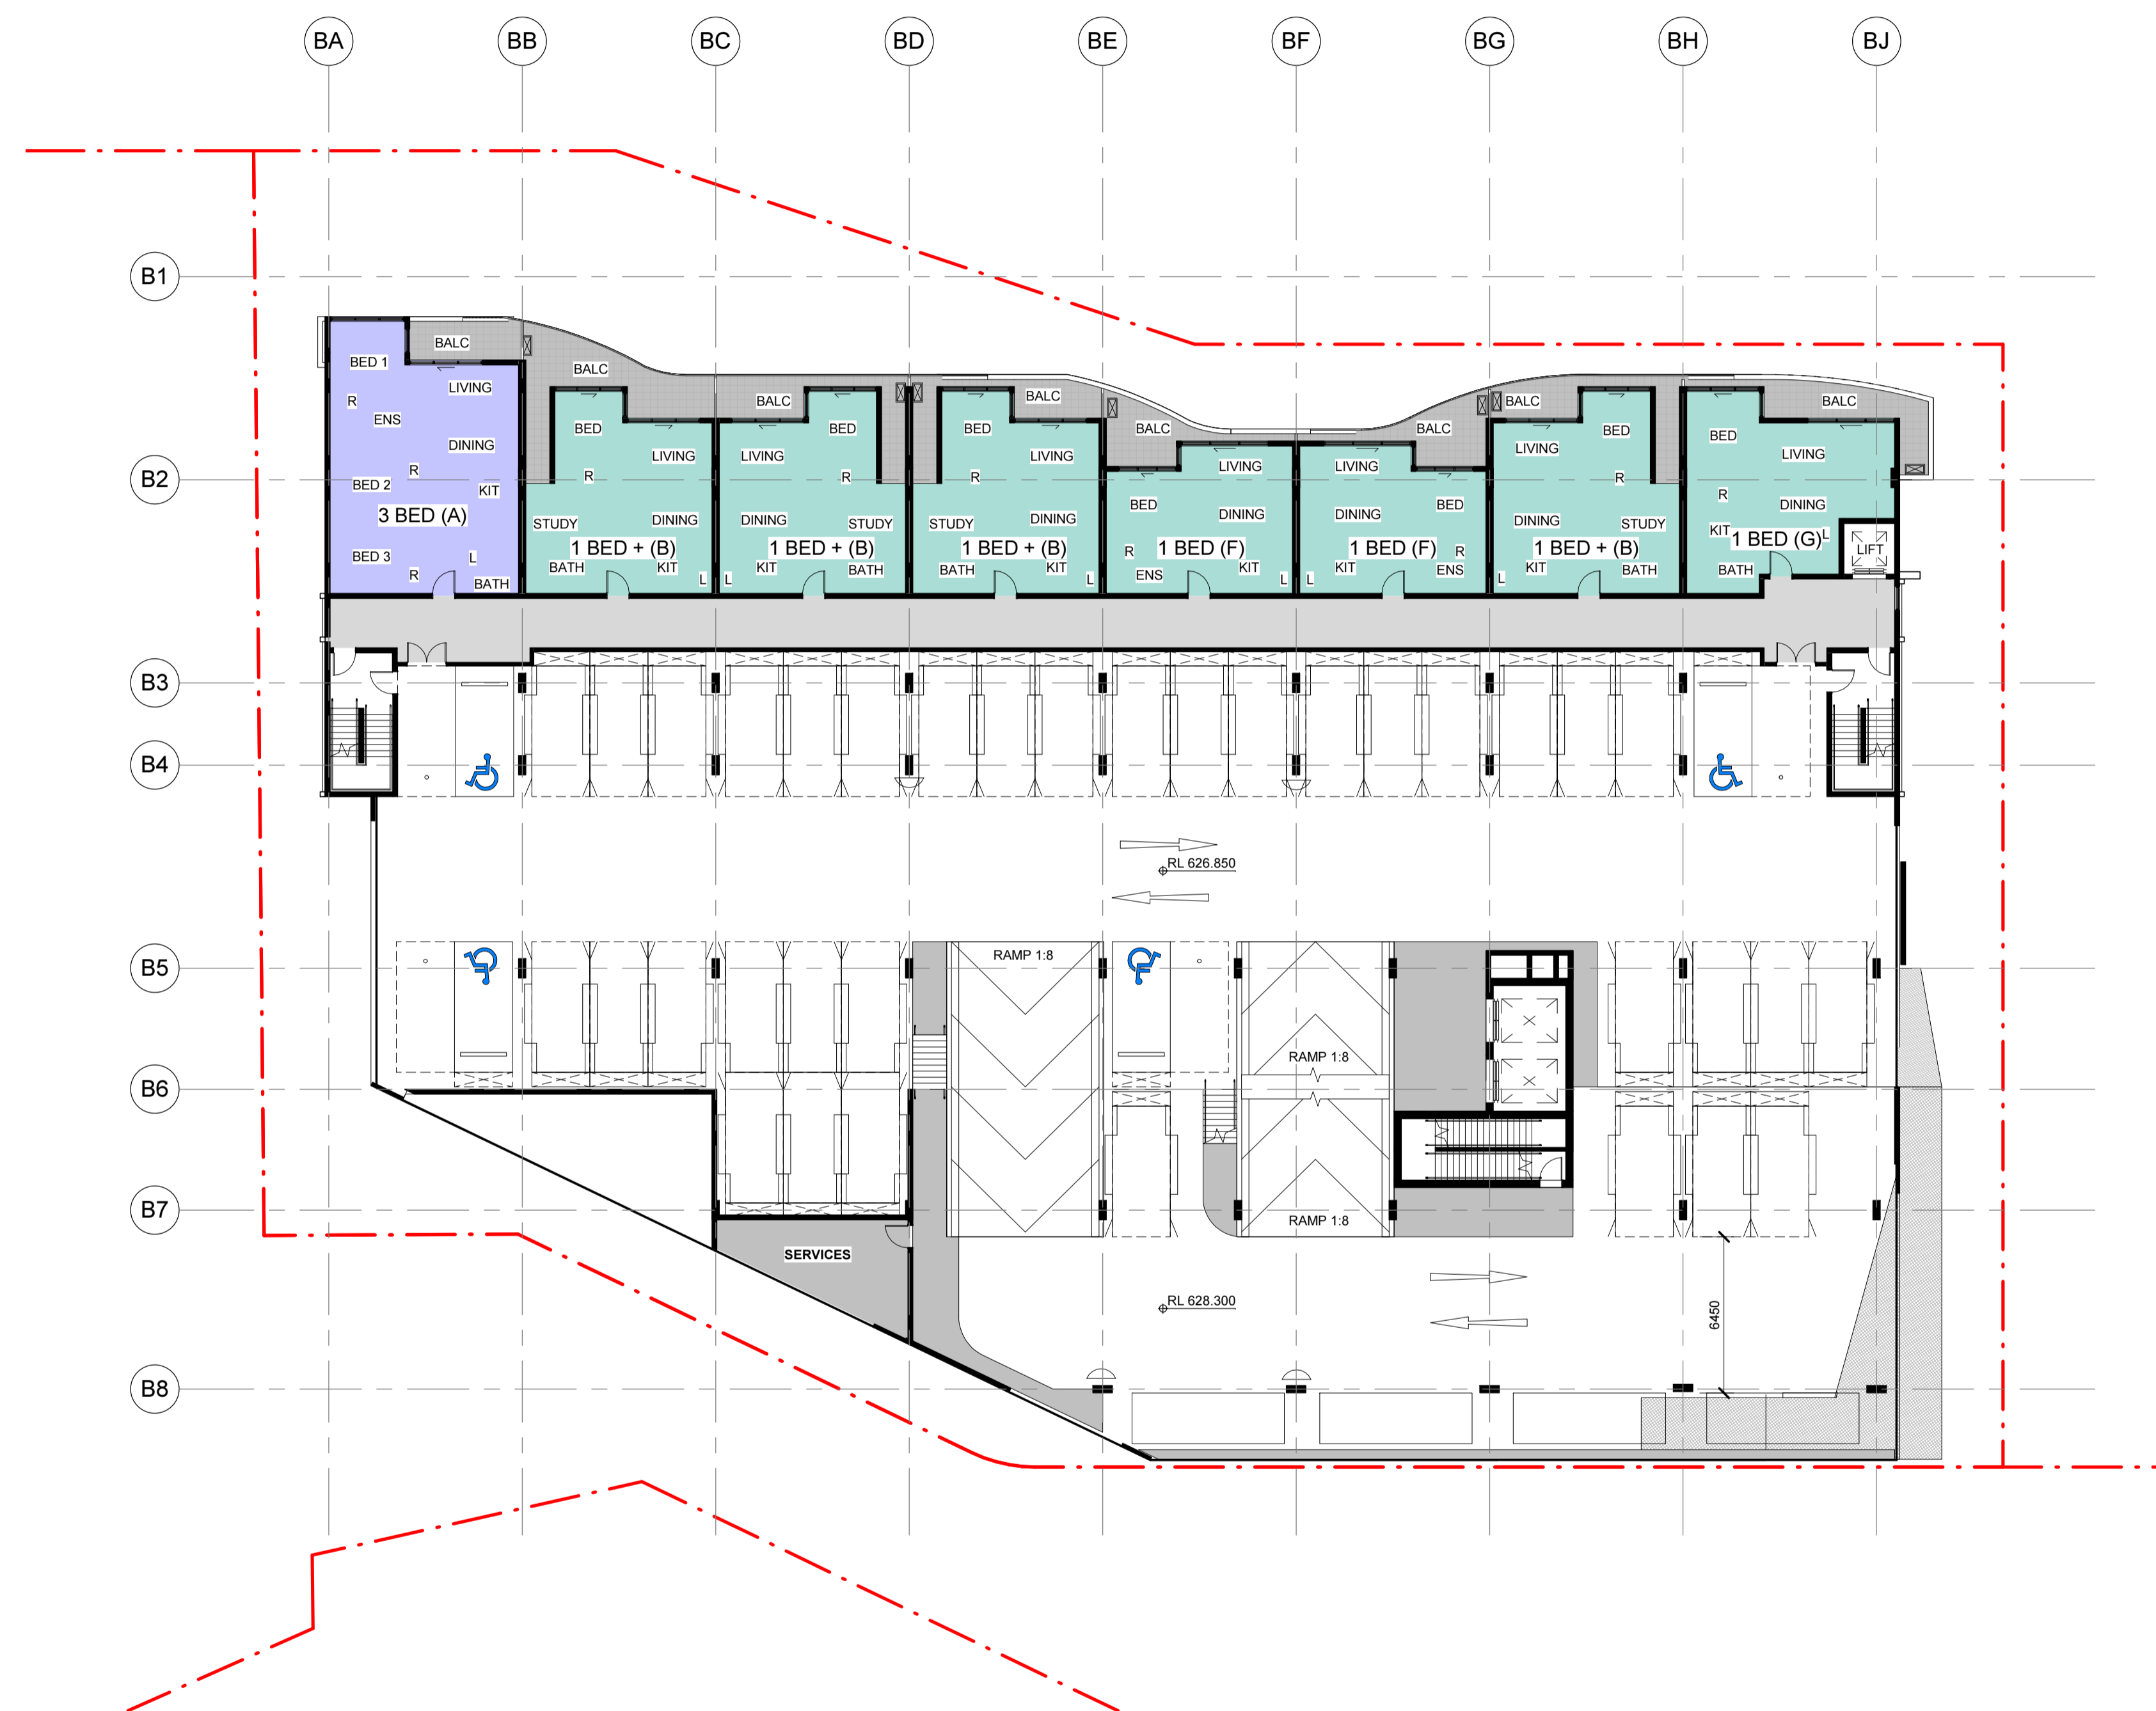 BA
BB
BC
BD
BE
BF
BG
BH
BJ
B1
B2
B3
B4
B5
B6
B7
B8
BED 1
BALC
LIVING
R
ENS
DINING
R
BED 2
KIT
3 BED (A)
BED 3
L
R
BATH
BALC
BED
LIVING
R
STUDY
DINING
1 BED + (B)
BATH
KIT
L
BALC
BED
LIVING
R
DINING
STUDY
1 BED + (B)
KIT
BATH
L
BALC
BED
LIVING
R
STUDY
DINING
1 BED + (B)
BATH
KIT
L
BALC
LIVING
BED
DINING
1 BED (F)
R
ENS
KIT
L
BALC
LIVING
BED
DINING
1 BED (F)
R
KIT
ENS
L
BALC
BED
LIVING
R
DINING
STUDY
1 BED + (B)
KIT
BATH
L
BALC
BED
LIVING
R
DINING
KIT
1 BED (G)
L
BATH
LIFT
RL 626.850
RAMP 1:8
RAMP 1:8
RAMP 1:8
SERVICES
RL 628.300
6450